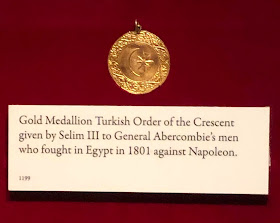 Gold Medallion Turkish Order of the Crescent
given by Selim III to General Abercombie's men
who fought in Egypt in 1801 against Napoleon.
1199